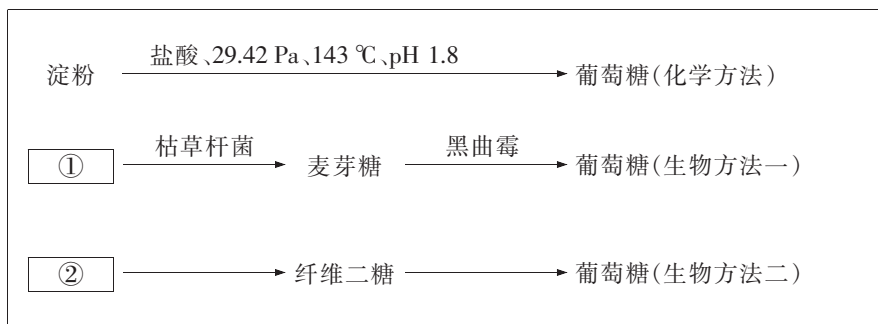 盐酸、29.42 Pa、143 ℃、pH 1.8
淀粉 葡萄糖(化学方法)
枯草杆菌 黑曲霉
① 麦芽糖 葡萄糖(生物方法一)
② 纤维二糖 葡萄糖(生物方法二)